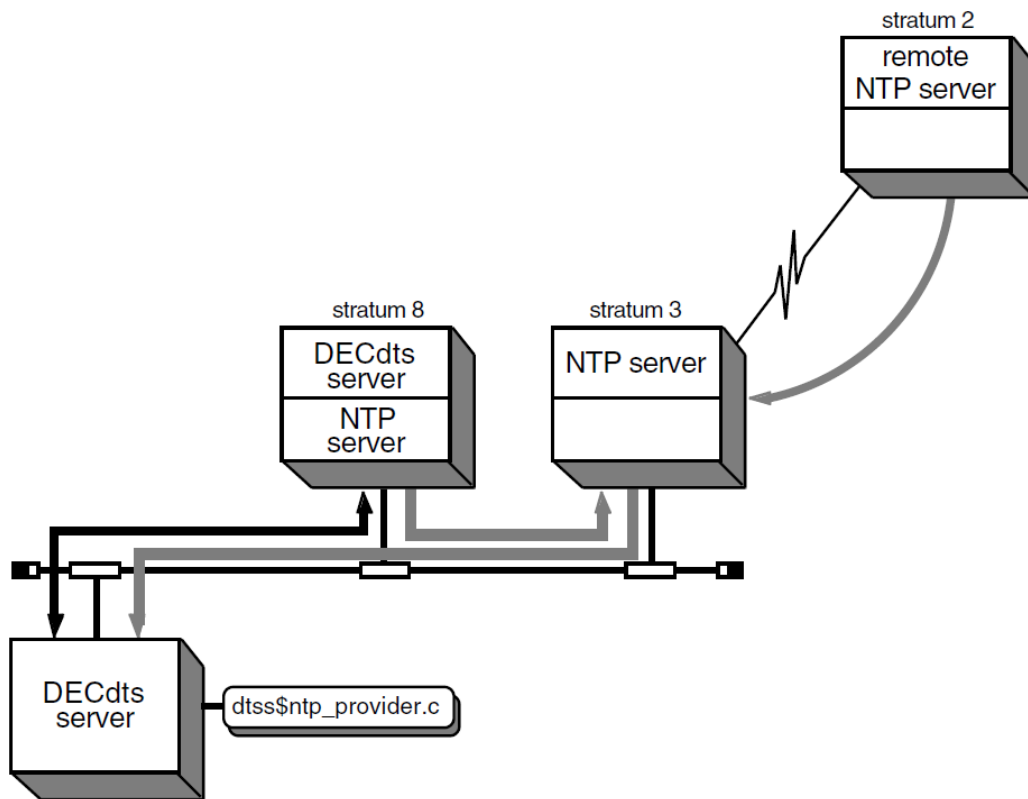 stratum 2
remote
NTP server
stratum 8
stratum 3
DECdts
server
NTP server
NTP
server
DECdts
server
dtss$ntp_provider.c